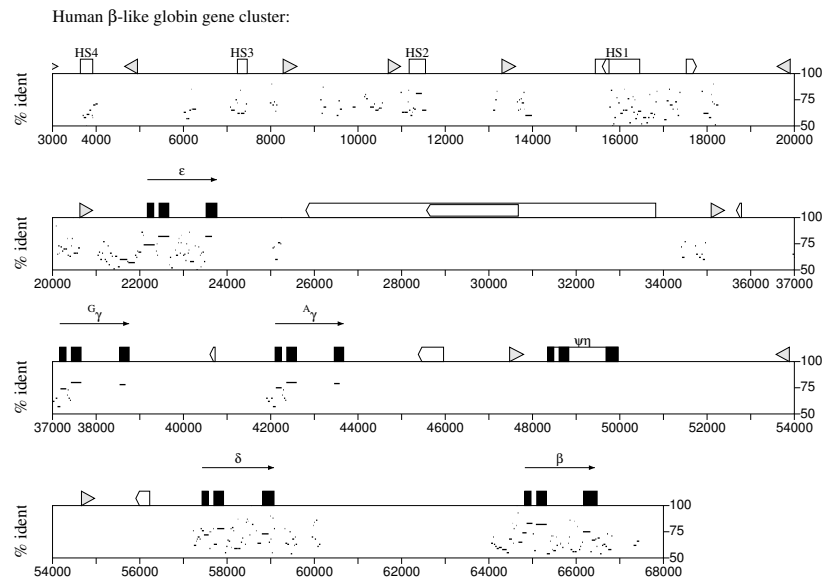 Human β-like globin gene cluster:
HS4 HS3 HS2 HS1
% ident
100
75
50
3000 4000 6000 8000 10000 12000 14000 16000 18000 20000
ε
% ident
100
75
50
20000 22000 24000 26000 28000 30000 32000 34000 36000 37000
Gγ Aγ ψη
% ident
100
75
50
37000 38000 40000 42000 44000 46000 48000 50000 52000 54000
δ β
% ident
100
75
50
54000 56000 58000 60000 62000 64000 66000 68000